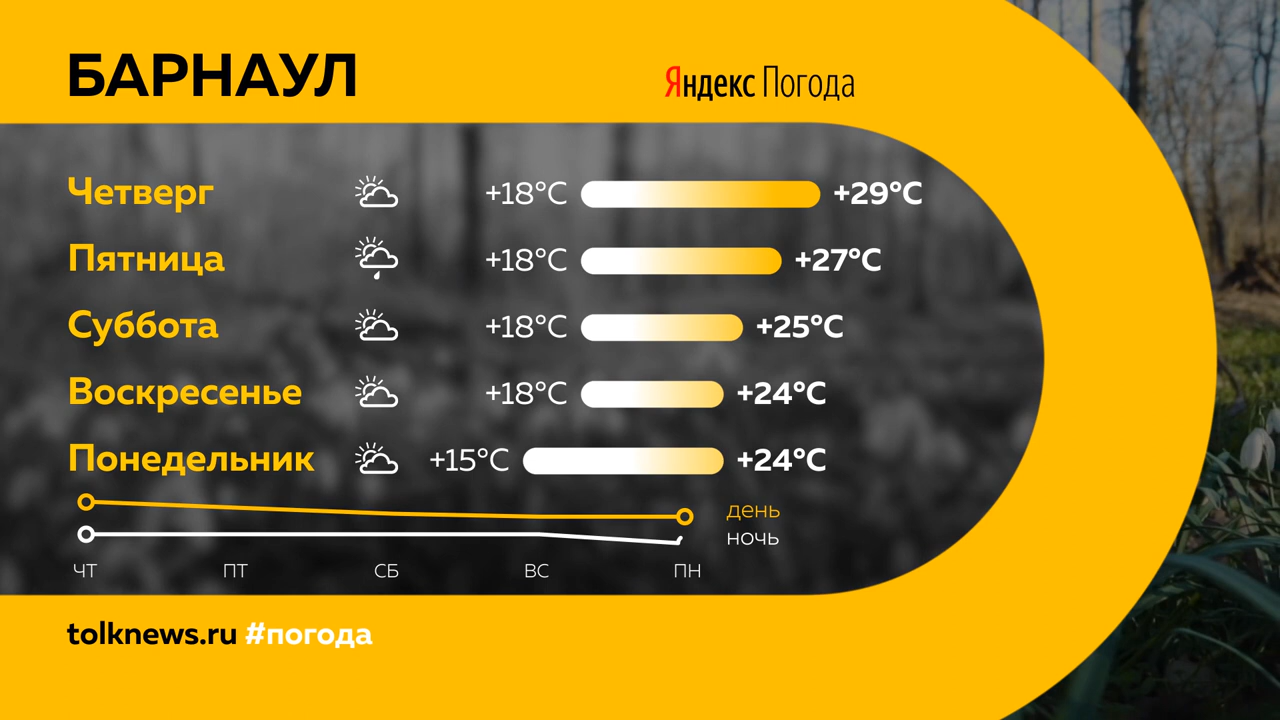 БАРНАУЛ
Яндекс Погода
Четверг +18°C +29°C
Пятница +18°C +27°C
Суббота +18°C +25°C
Воскресенье +18°C +24°C
Понедельник +15°C +24°C
день
ночь
ЧТ ПТ СБ ВС ПН
tolknews.ru #погода